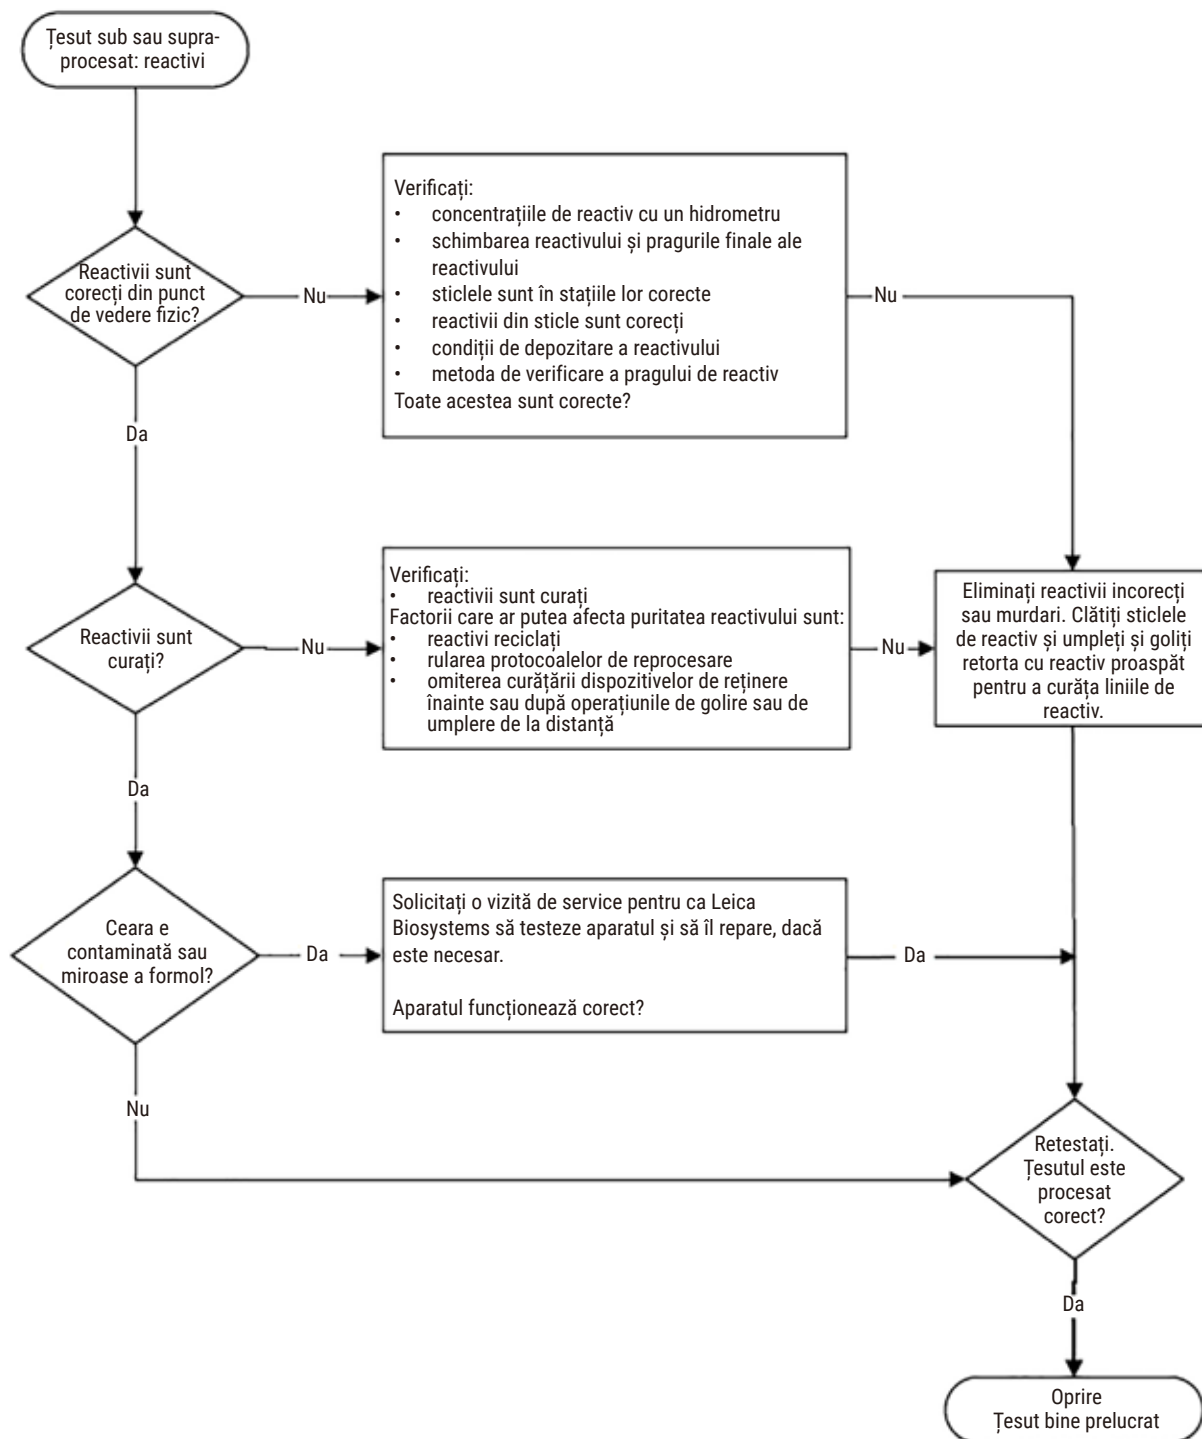 Țesut sub sau supra-
procesat: reactivi
Verificați:
• concentrațiile de reactiv cu un hidrometru
• schimbarea reactivului și pragurile finale ale
reactivului
• sticlele sunt în stațiile lor corecte
• reactivii din sticle sunt corecți
• condiții de depozitare a reactivului
• metoda de verificare a pragului de reactiv
Toate acestea sunt corecte?
Reactivii sunt
corecți din punct
de vedere fizic?
Nu
Nu
Da
Verificați:
• reactivii sunt curați
Factorii care ar putea afecta puritatea reactivului sunt:
• reactivi reciclați
• rularea protocoalelor de reprocesare
• omiterea curățării dispozitivelor de reținere
înainte sau după operațiunile de golire sau de
umplere de la distanță
Eliminați reactivii incorecți
sau murdari. Clătiți sticlele
de reactiv și umpleți și goliți
retorta cu reactiv proaspăt
pentru a curăța liniile de
reactiv.
Reactivii sunt
curați?
Nu
Nu
Da
Ceara e
contaminată sau
miroase a formol?
Da
Solicitați o vizită de service pentru ca Leica
Biosystems să testeze aparatul și să îl repare, dacă
este necesar.
Aparatul funcționează corect?
Da
Nu
Retestați.
Țesutul este
procesat
corect?
Da
Oprire
Țesut bine prelucrat